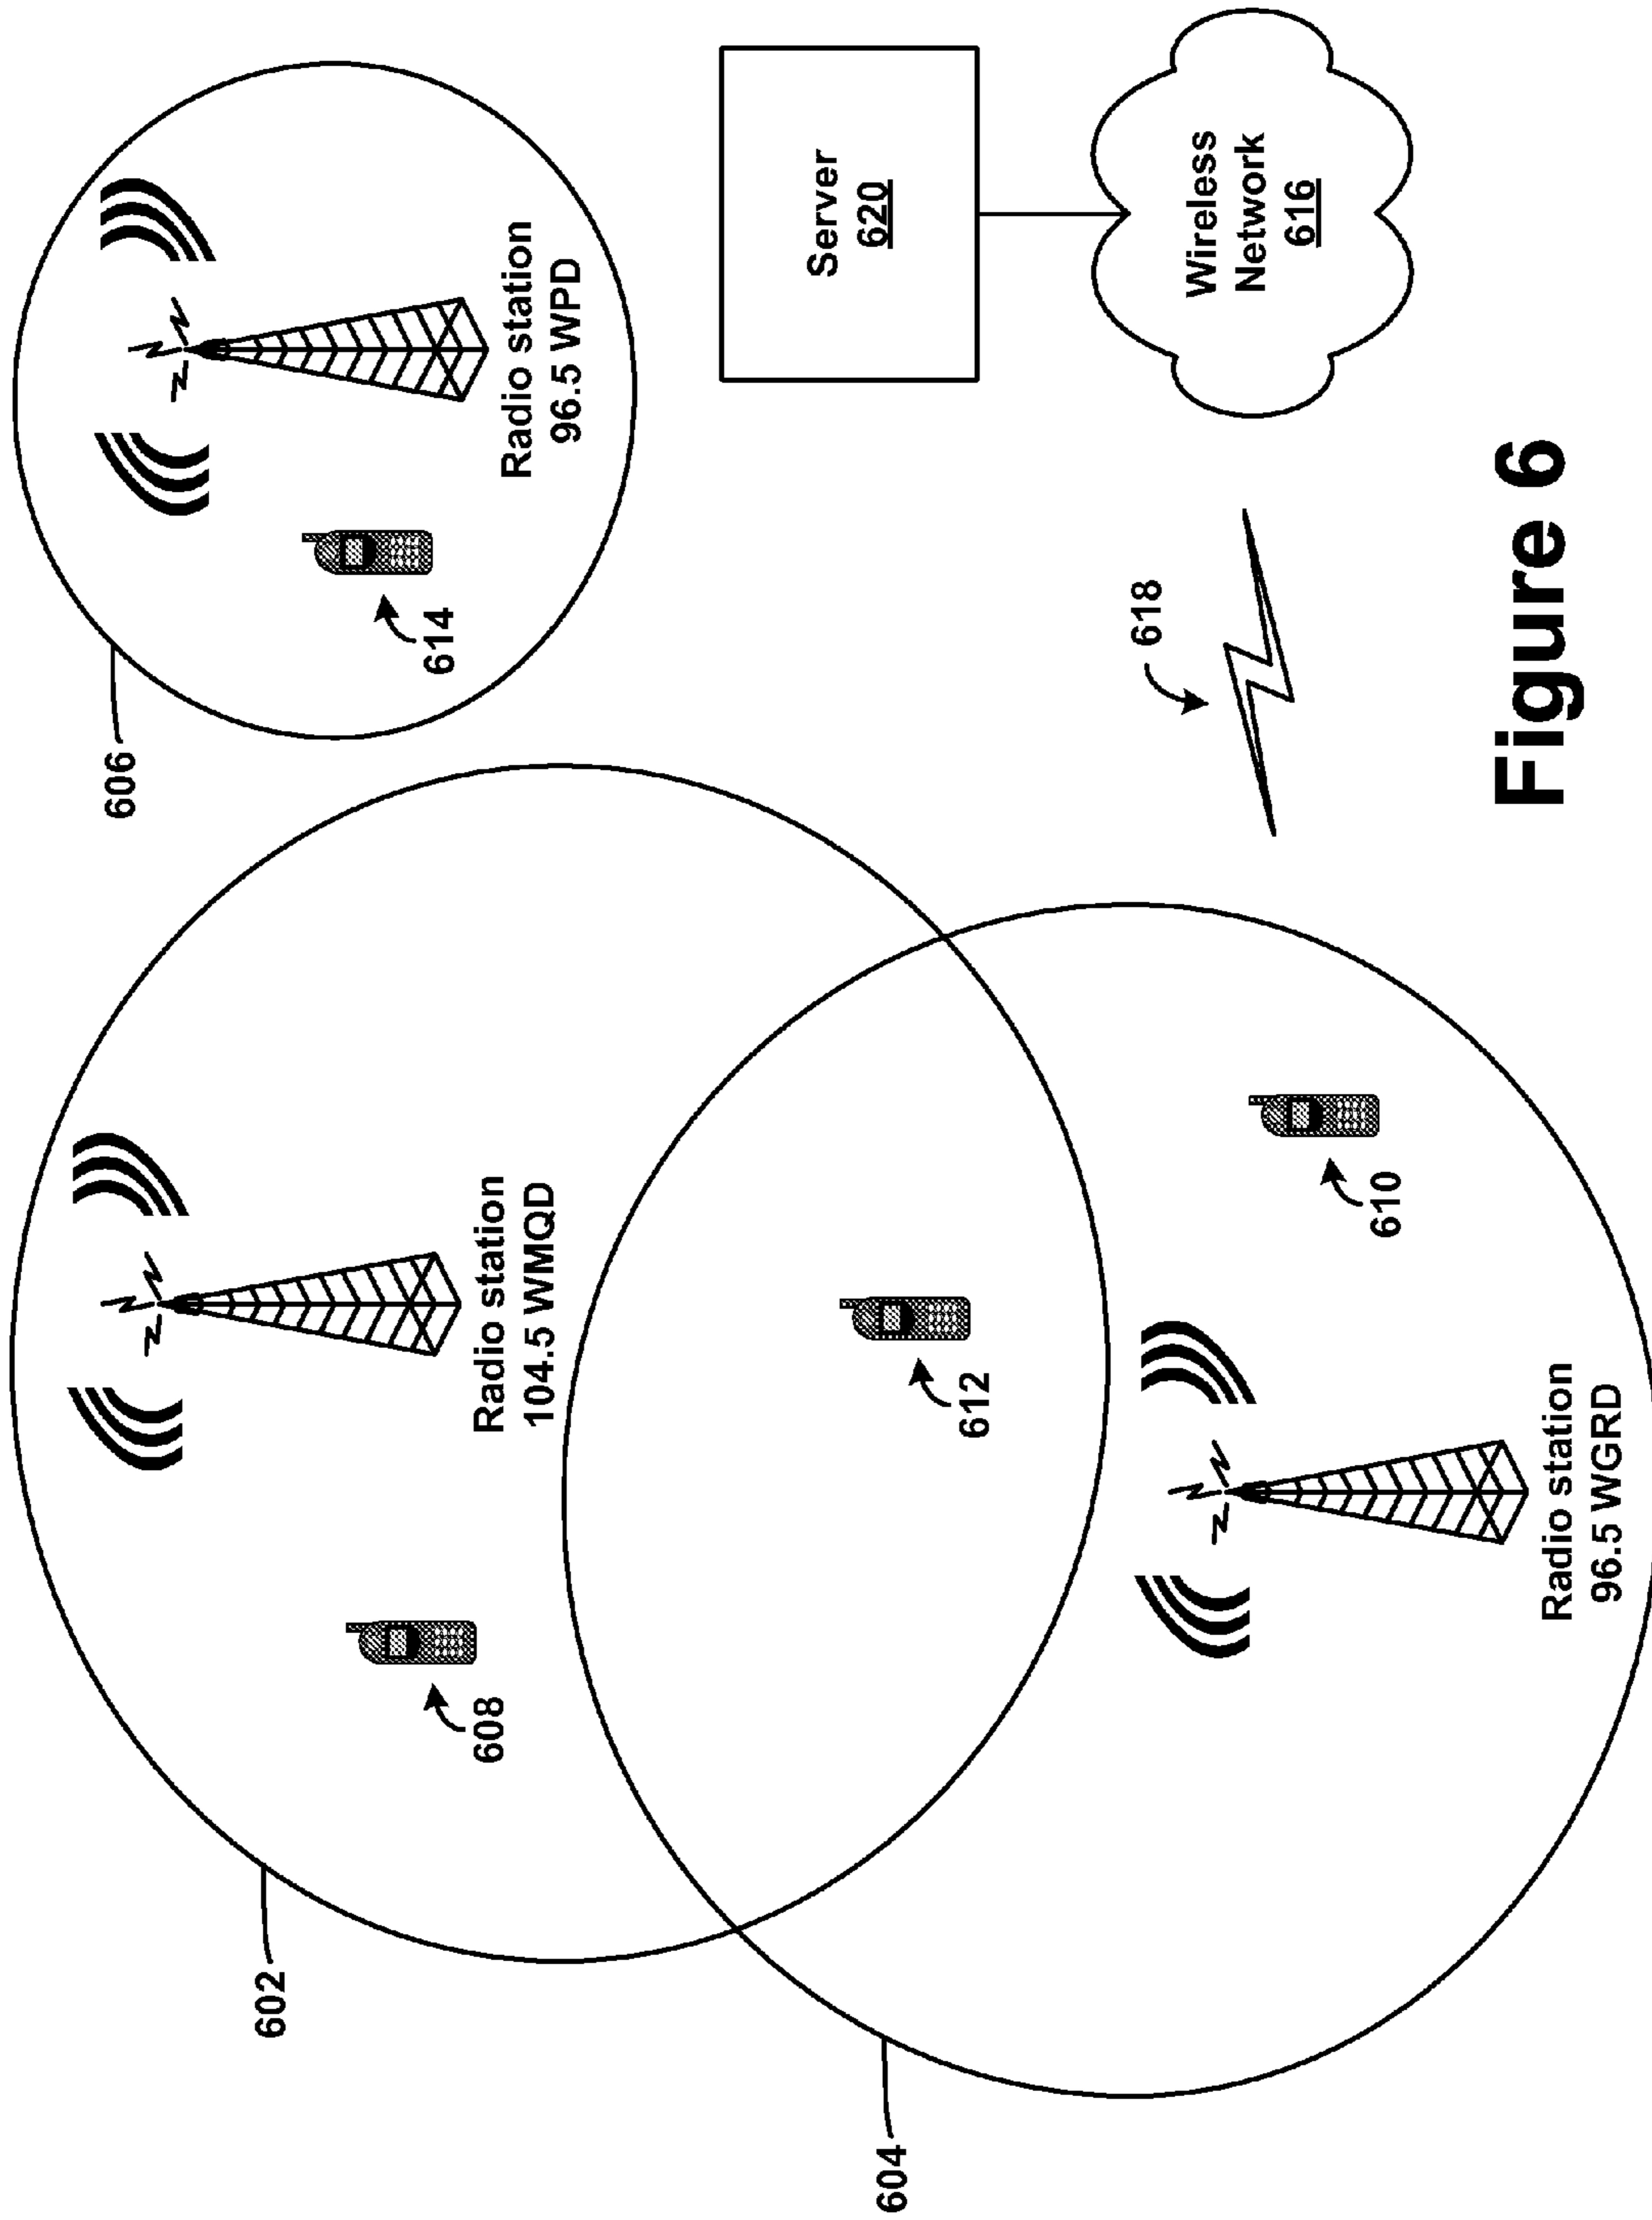 602
Radio station
104.5 WMQD
608
606
Radio station
96.5 WPD
614
604
612
610
Radio station
96.5 WGRD
618
Server
620
Wireless
Network
616
Figure 6